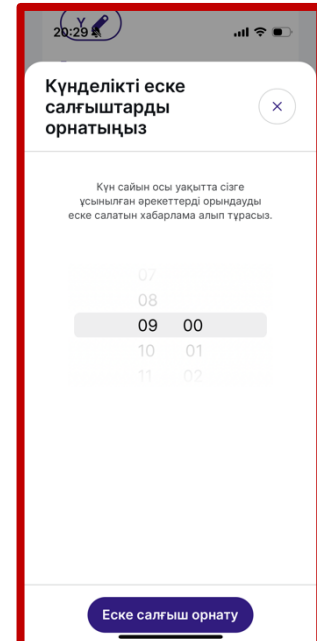 Y
20:29
Күнделікті еске
салғыштарды
орнатыңыз
Күн сайын осы уақытта сізге
ұсынылған әрекеттерді орындауды
еске салатын хабарлама алып тұрасыз.
07
08
09 00
10 01
11 02
Еске салғыш орнату